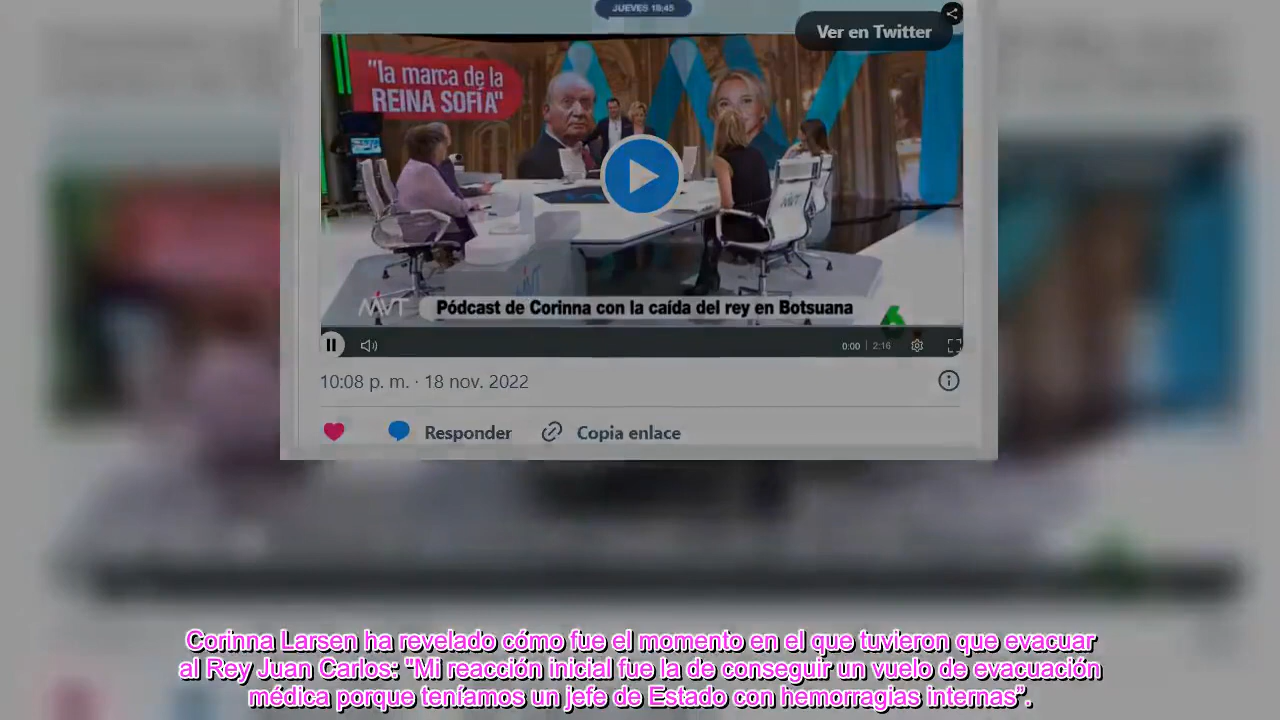 JUEVES 18:45
Ver en Twitter
"la marca de la
REINA SOFÍA"
MVT
MVT
Pódcast de Corinna con la caída del rey en Botsuana
6
0:00 | 2:16
10:08 p. m. · 18 nov. 2022
Responder
Copia enlace
Corinna Larsen ha revelado cómo fue el momento en el que tuvieron que evacuar
al Rey Juan Carlos: "Mi reacción inicial fue la de conseguir un vuelo de evacuación
médica porque teníamos un jefe de Estado con hemorragias internas”.